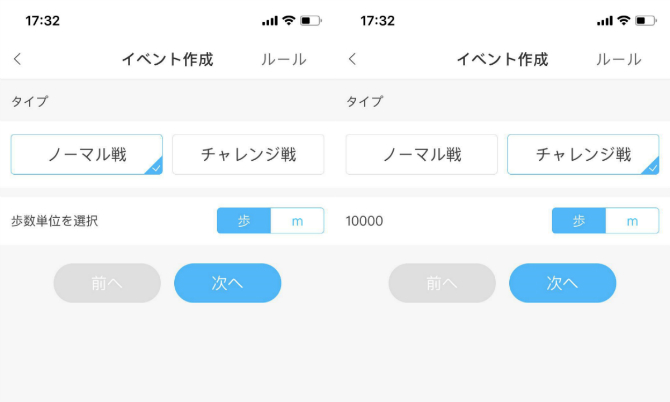 17:32
イベント作成 ルール
タイプ
ノーマル戦 チャレンジ戦
歩数単位を選択 歩 m
前へ 次へ
17:32
イベント作成 ルール
タイプ
ノーマル戦 チャレンジ戦
10000 歩 m
前へ 次へ